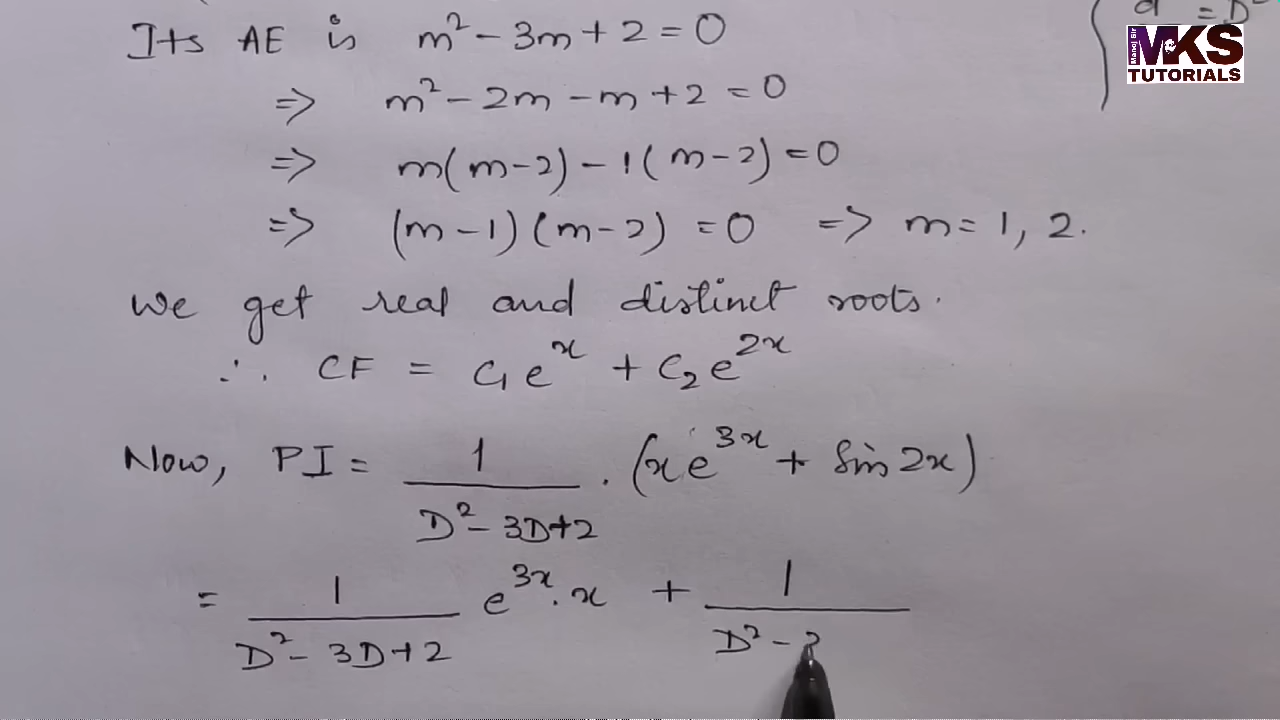 Its AE is m² - 3m + 2 = 0
=> m² - 2m - m + 2 = 0
=> m(m-2) - 1(m-2) = 0
=> (m-1)(m-2) = 0 => m = 1, 2.
We get real and distinct roots.
∴ CF = C₁eˣ + C₂e²ˣ
Now, PI = 1/(D² - 3D + 2) . (xe³ˣ + Sin 2x)
= 1/(D² - 3D + 2) e³ˣ . x + 1/(D² -
Manoj Sir
MKS
TUTORIALS